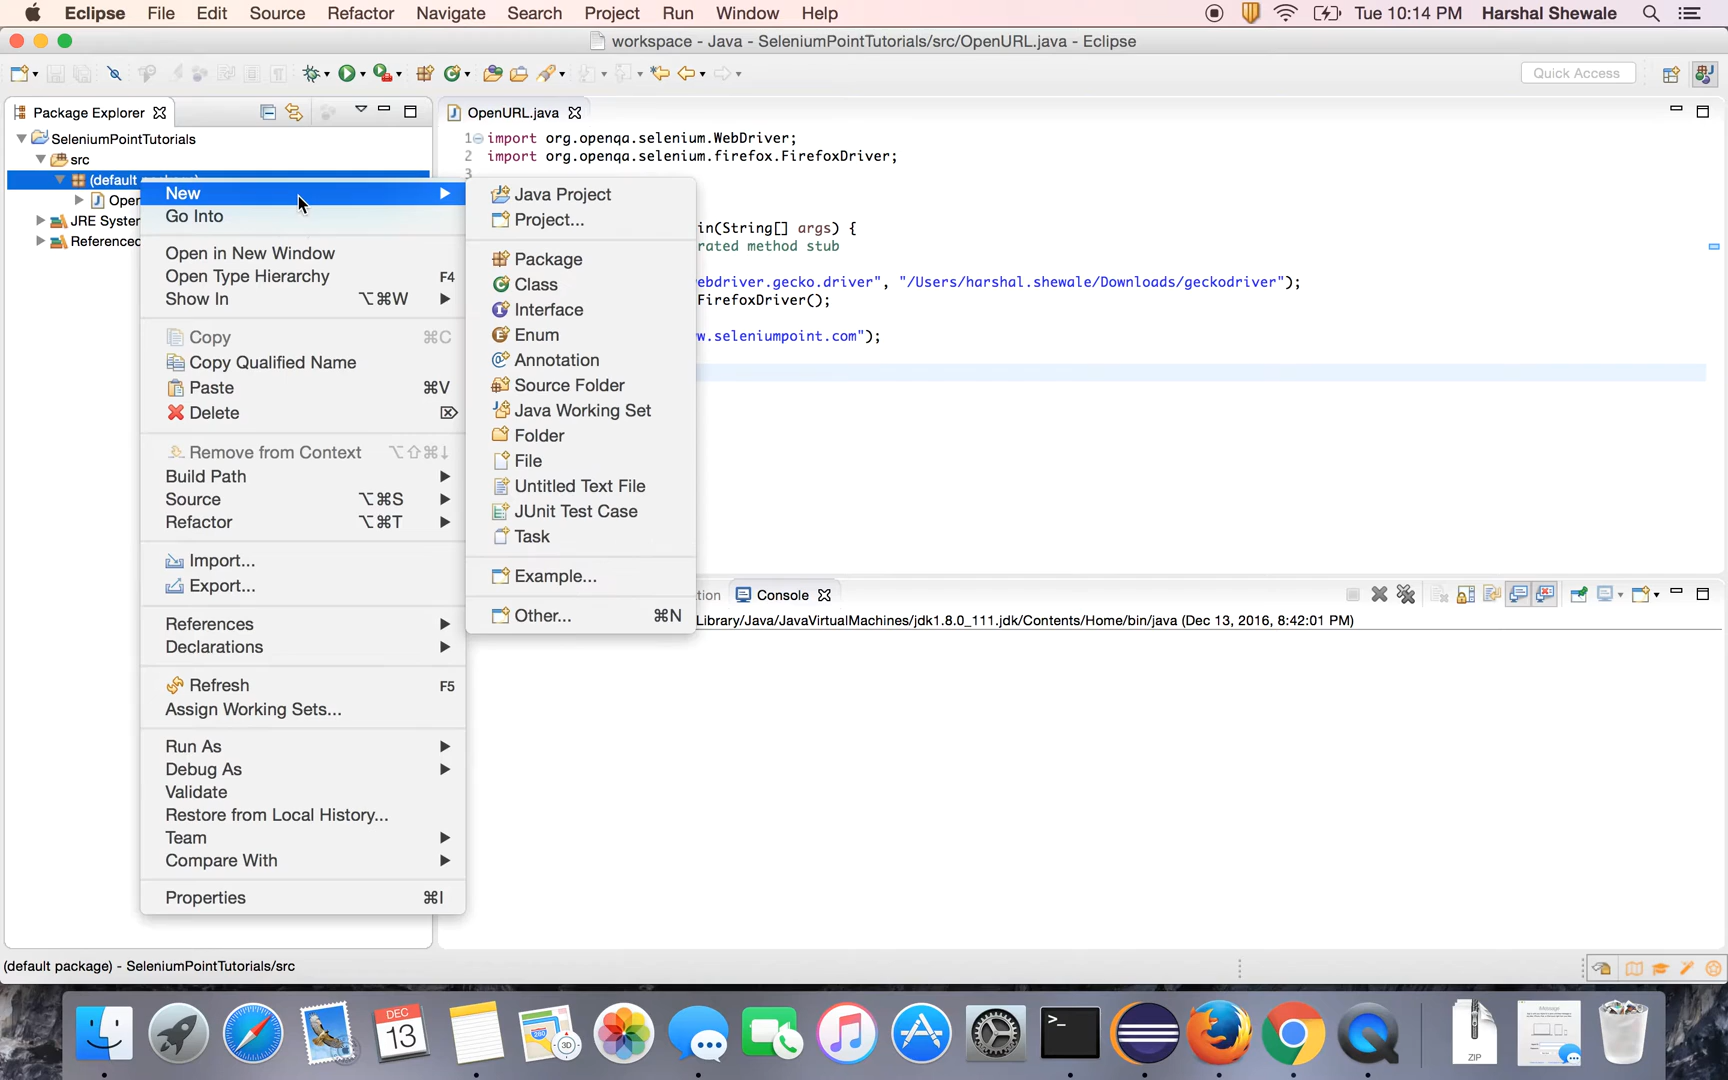 Eclipse File Edit Source Refactor Navigate Search Project Run Window Help Tue 10:14 PM Harshal Shewale
workspace - Java - SeleniumPointTutorials/src/OpenURL.java - Eclipse
Quick Access
Package Explorer
SeleniumPointTutorials
src
(default
Open
JRE System
Referenced
New
Go Into
Open in New Window
Open Type Hierarchy F4
Show In ⌥⌘W
Copy ⌘C
Copy Qualified Name
Paste ⌘V
Delete ⌦
Remove from Context ⌥⇧⌘↓
Build Path
Source ⌥⌘S
Refactor ⌥⌘T
Import...
Export...
References
Declarations
Refresh F5
Assign Working Sets...
Run As
Debug As
Validate
Restore from Local History...
Team
Compare With
Properties ⌘I
Java Project
Project...
Package
Class
Interface
Enum
Annotation
Source Folder
Java Working Set
Folder
File
Untitled Text File
JUnit Test Case
Task
Example...
Other... ⌘N
OpenURL.java
1 import org.openqa.selenium.WebDriver;
2 import org.openqa.selenium.firefox.FirefoxDriver;
3
in(String[] args) {
rated method stub
ebdriver.gecko.driver", "/Users/harshal.shewale/Downloads/geckodriver");
FirefoxDriver();
w.seleniumpoint.com");
tion Console
Library/Java/JavaVirtualMachines/jdk1.8.0_111.jdk/Contents/Home/bin/java (Dec 13, 2016, 8:42:01 PM)
(default package) - SeleniumPointTutorials/src
DEC
13
280
3D
>_
ZIP
Message